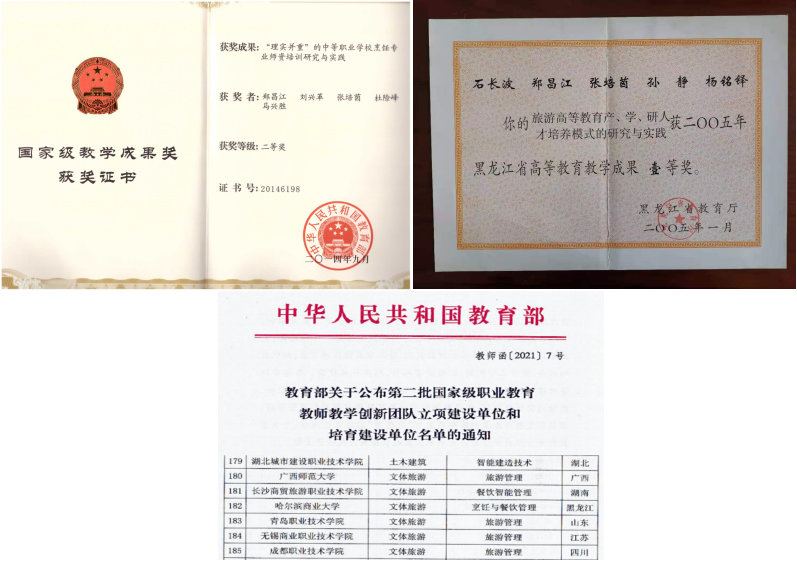 国家级教学成果奖
获奖证书
获奖成果：“理实并重”的中等职业学校烹饪专
业师资培训研究与实践
获 奖 者：郑昌江 刘兴革 张培茵 杜险峰
马兴胜
获奖等级：二等奖
证 书 号：20146198
中华人民共和国教育部
二〇一四年九月
石长波 郑昌江 张培茵 孙静 杨铭铎
你的旅游高等教育产、学、研人
才培养模式的研究与实践获二〇〇五年
黑龙江省高等教育教学成果 壹等奖。
黑龙江省教育厅
二〇〇五年一月
中华人民共和国教育部
教师函〔2021〕7号
教育部关于公布第二批国家级职业教育
教师教学创新团队立项建设单位和
培育建设单位名单的通知
179 湖北城市建设职业技术学院 土木建筑 智能建造技术 湖北
180 广西师范大学 文体旅游 旅游管理 广西
181 长沙商贸旅游职业技术学院 文体旅游 餐饮智能管理 湖南
182 哈尔滨商业大学 文体旅游 烹饪与餐饮管理 黑龙江
183 青岛职业技术学院 文体旅游 旅游管理 山东
184 无锡商业职业技术学院 文体旅游 旅游管理 江苏
185 成都职业技术学院 文体旅游 旅游管理 四川